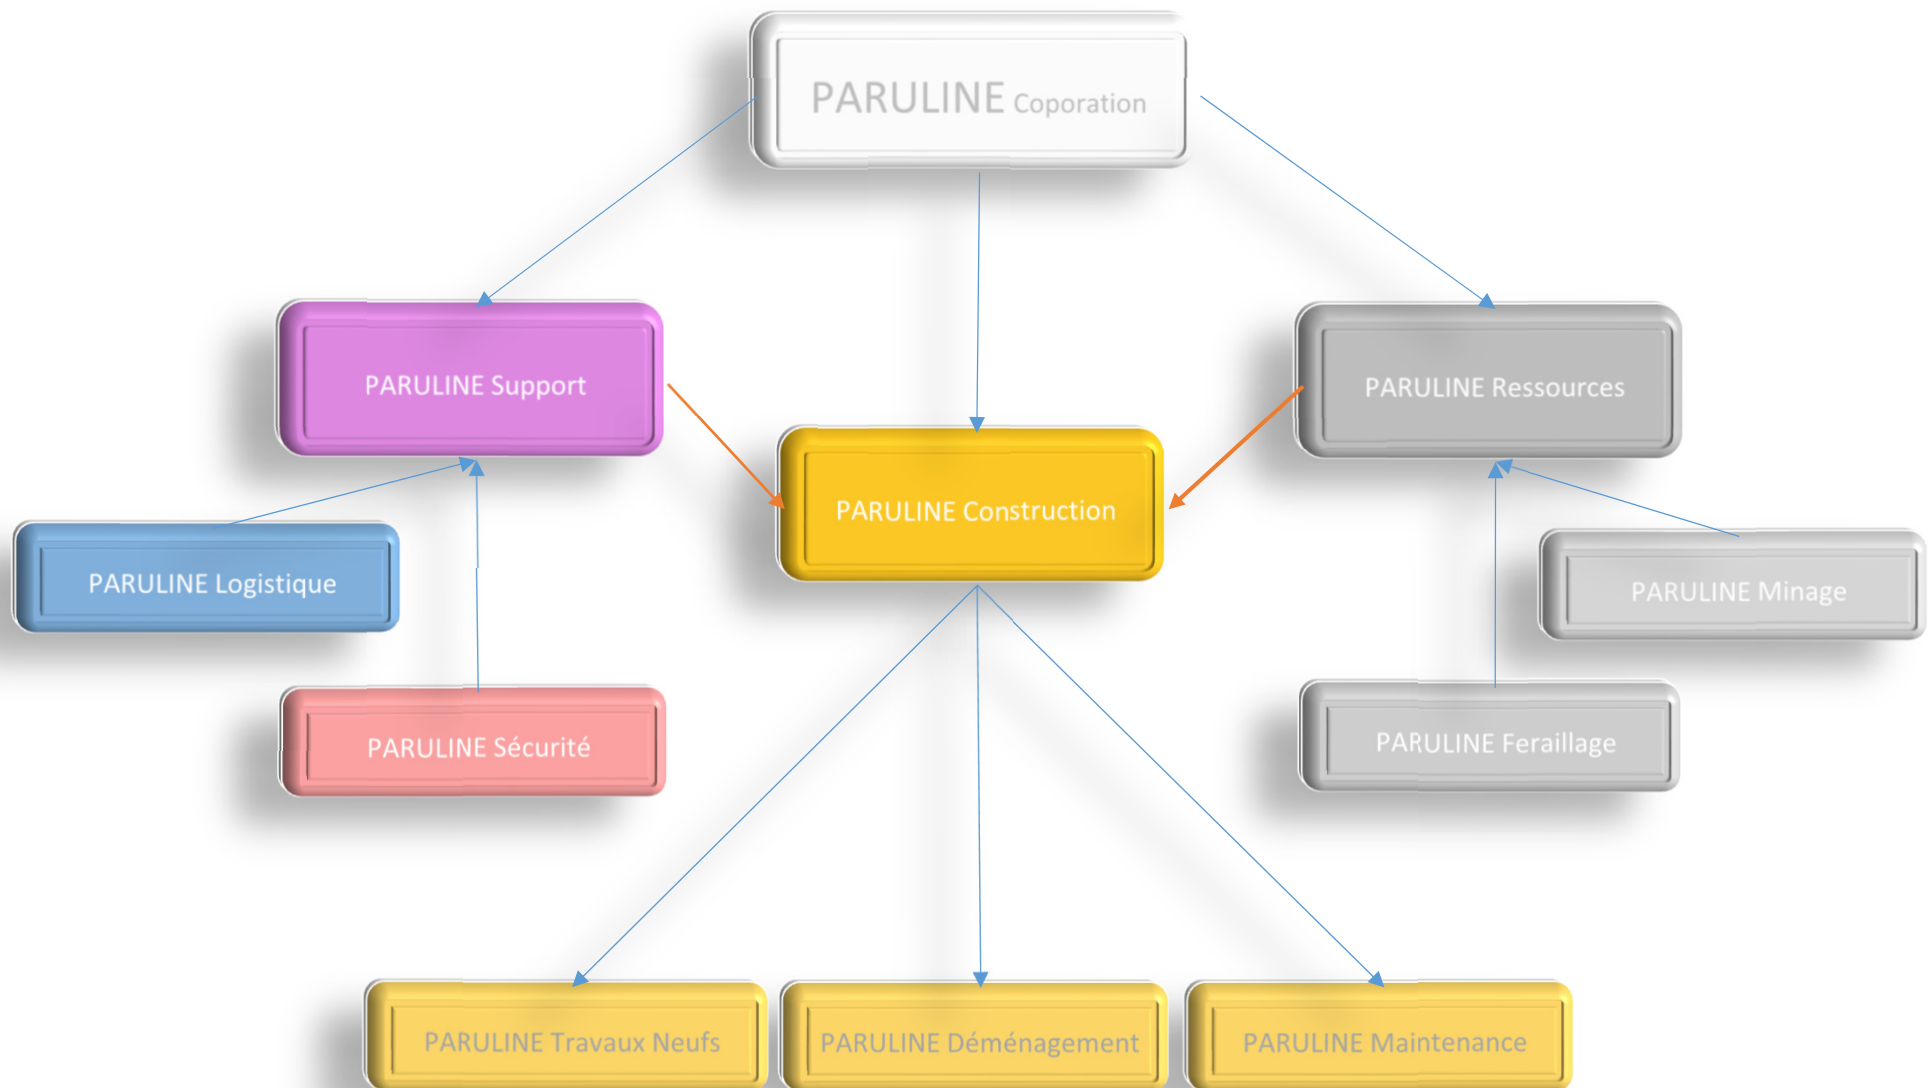 PARULINE Coporation
PARULINE Support
PARULINE Ressources
PARULINE Construction
PARULINE Logistique
PARULINE Minage
PARULINE Sécurité
PARULINE Feraillage
PARULINE Travaux Neufs
PARULINE Déménagement
PARULINE Maintenance